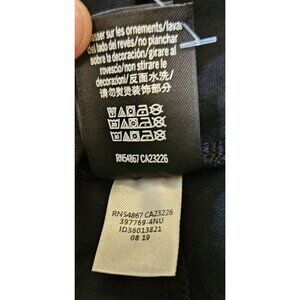 asser sur les ornements/lavar
del lado del revés/no planchar
sobre la decoración/girare al
rovescio/non stirare le
decorazioni/反面水洗/
请勿熨烫装饰部分
RN54867 CA23226
RN54867 CA23226
397769-4NU
ID36013821
08 19